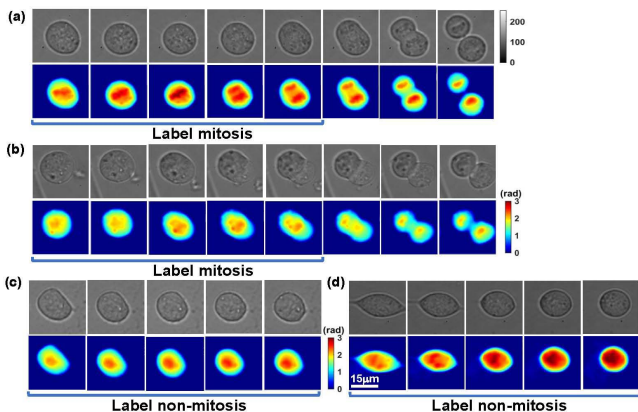 (a)
200
100
0
Label mitosis
(b)
(rad)
3
2
1
0
Label mitosis
(c)
(d)
(rad)
3
2
1
0
15μm
Label non-mitosis
Label non-mitosis